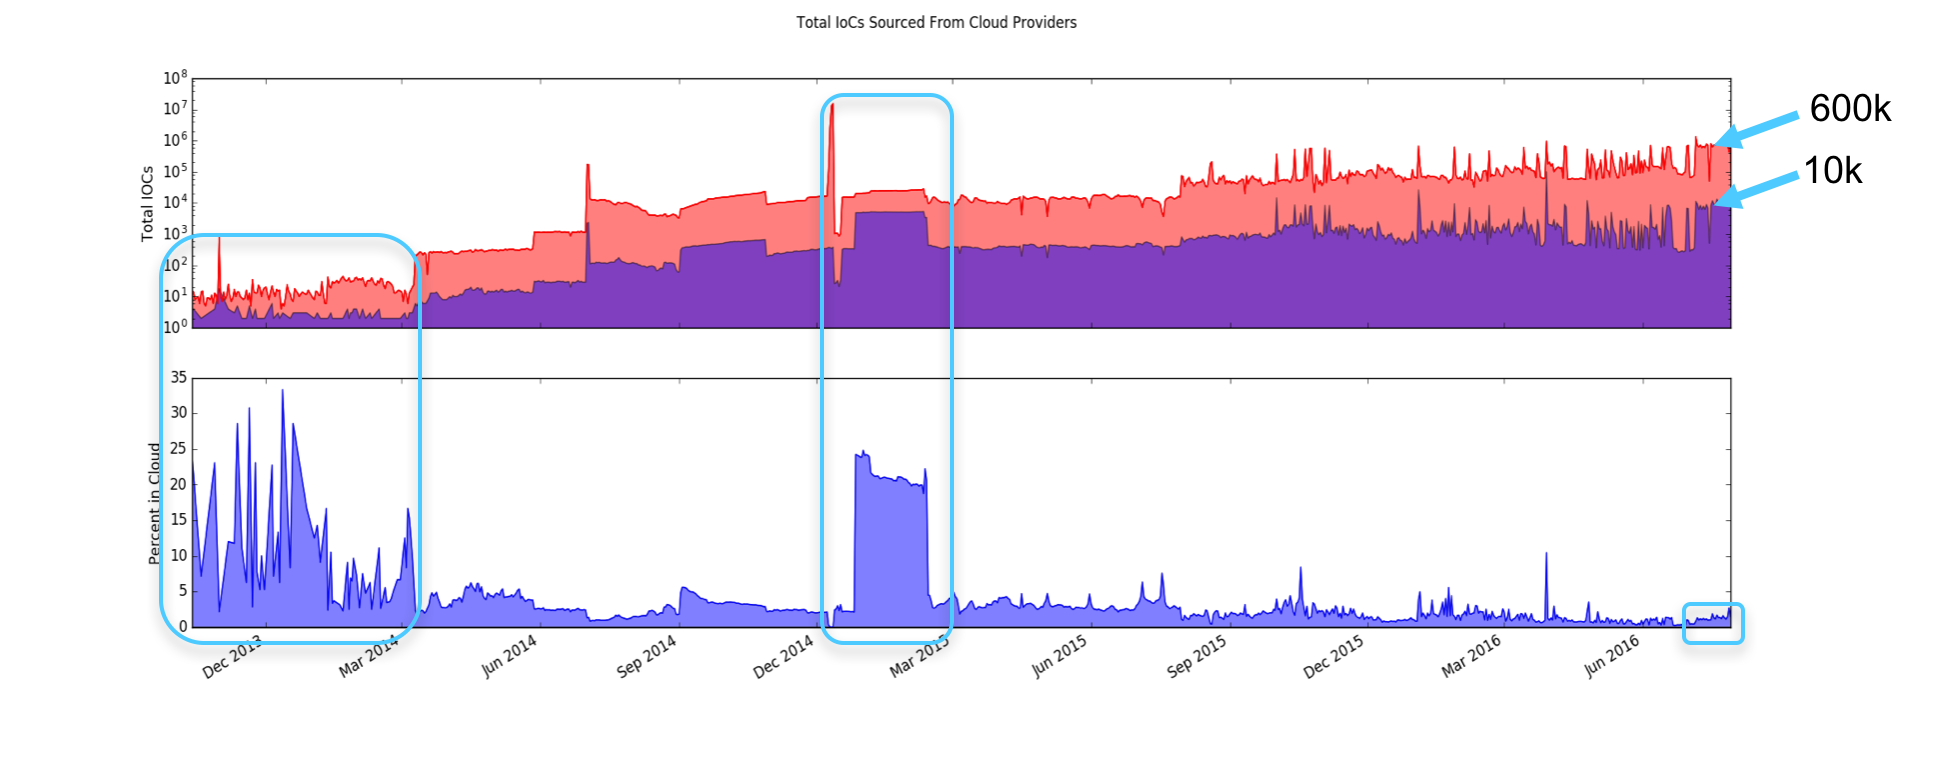 Total IoCs Sourced From Cloud Providers
Total IOCs
10^8
10^7
10^6
10^5
10^4
10^3
10^2
10^1
10^0
600k
10k
Percent in Cloud
35
30
25
20
15
10
5
0
Dec 2013
Mar 2014
Jun 2014
Sep 2014
Dec 2014
Mar 2015
Jun 2015
Sep 2015
Dec 2015
Mar 2016
Jun 2016